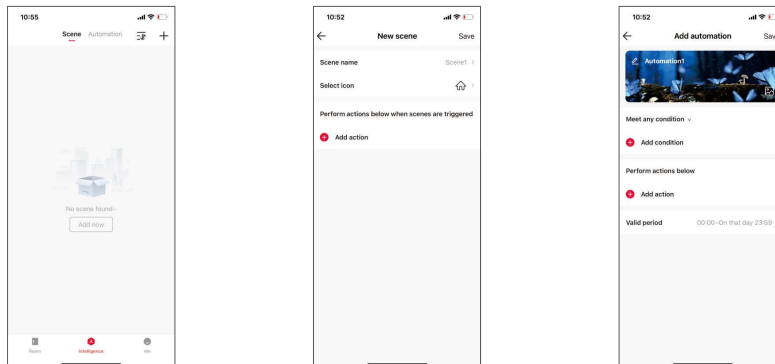 10:55
Scene Automation
No scene found~
Add now
Room Intelligence Me
10:52
New scene Save
Scene name Scene1
Select icon
Perform actions below when scenes are triggered
Add action
10:52
Add automation Sav
Automation1
Meet any condition
Add condition
Perform actions below
Add action
Valid period 00:00~On that day 23:59